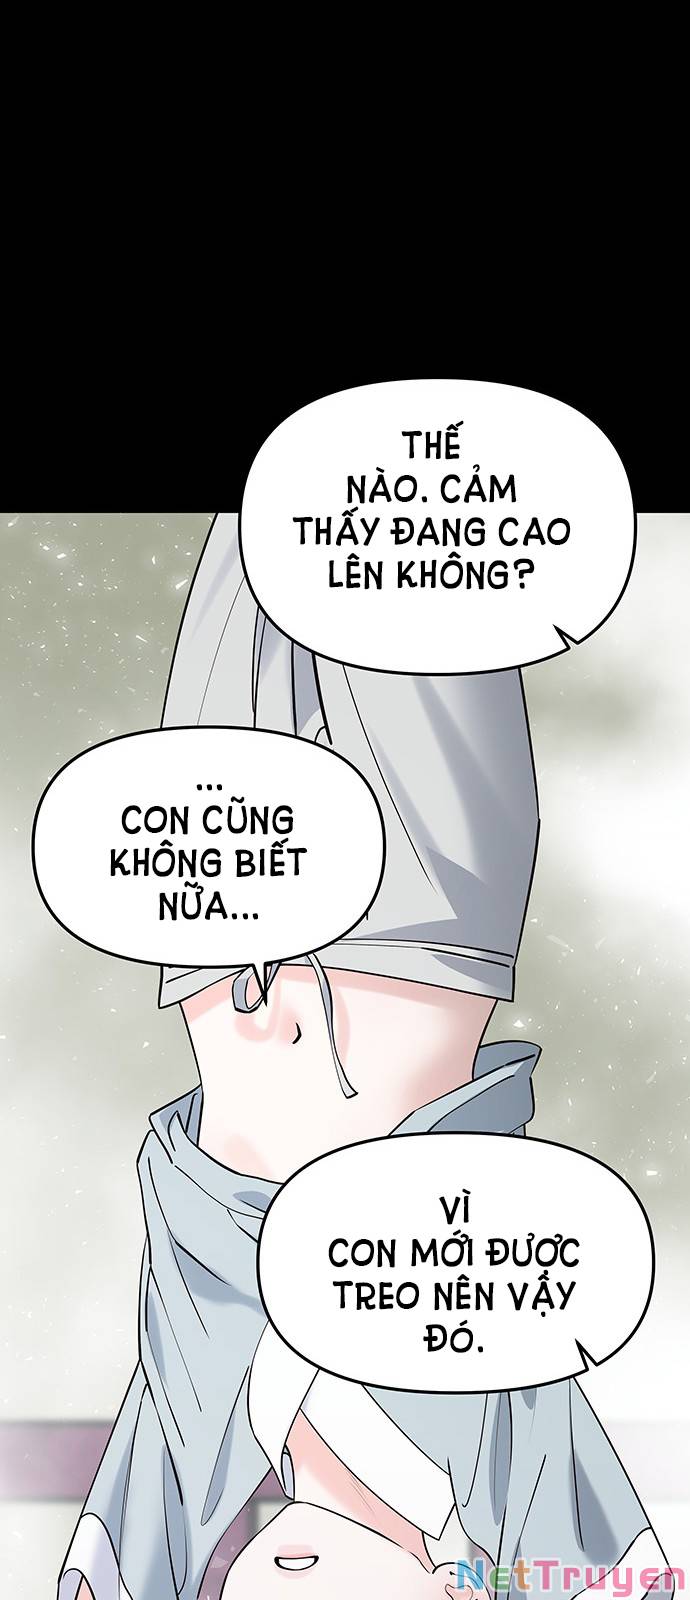 THẾ
NÀO. CẢM
THẤY ĐANG CAO
LÊN KHÔNG?
...
CON CŨNG
KHÔNG BIẾT
NỮA...
VÌ
CON MỚI ĐƯỢC
TREO NÊN VẬY
ĐÓ.
NetTruyen